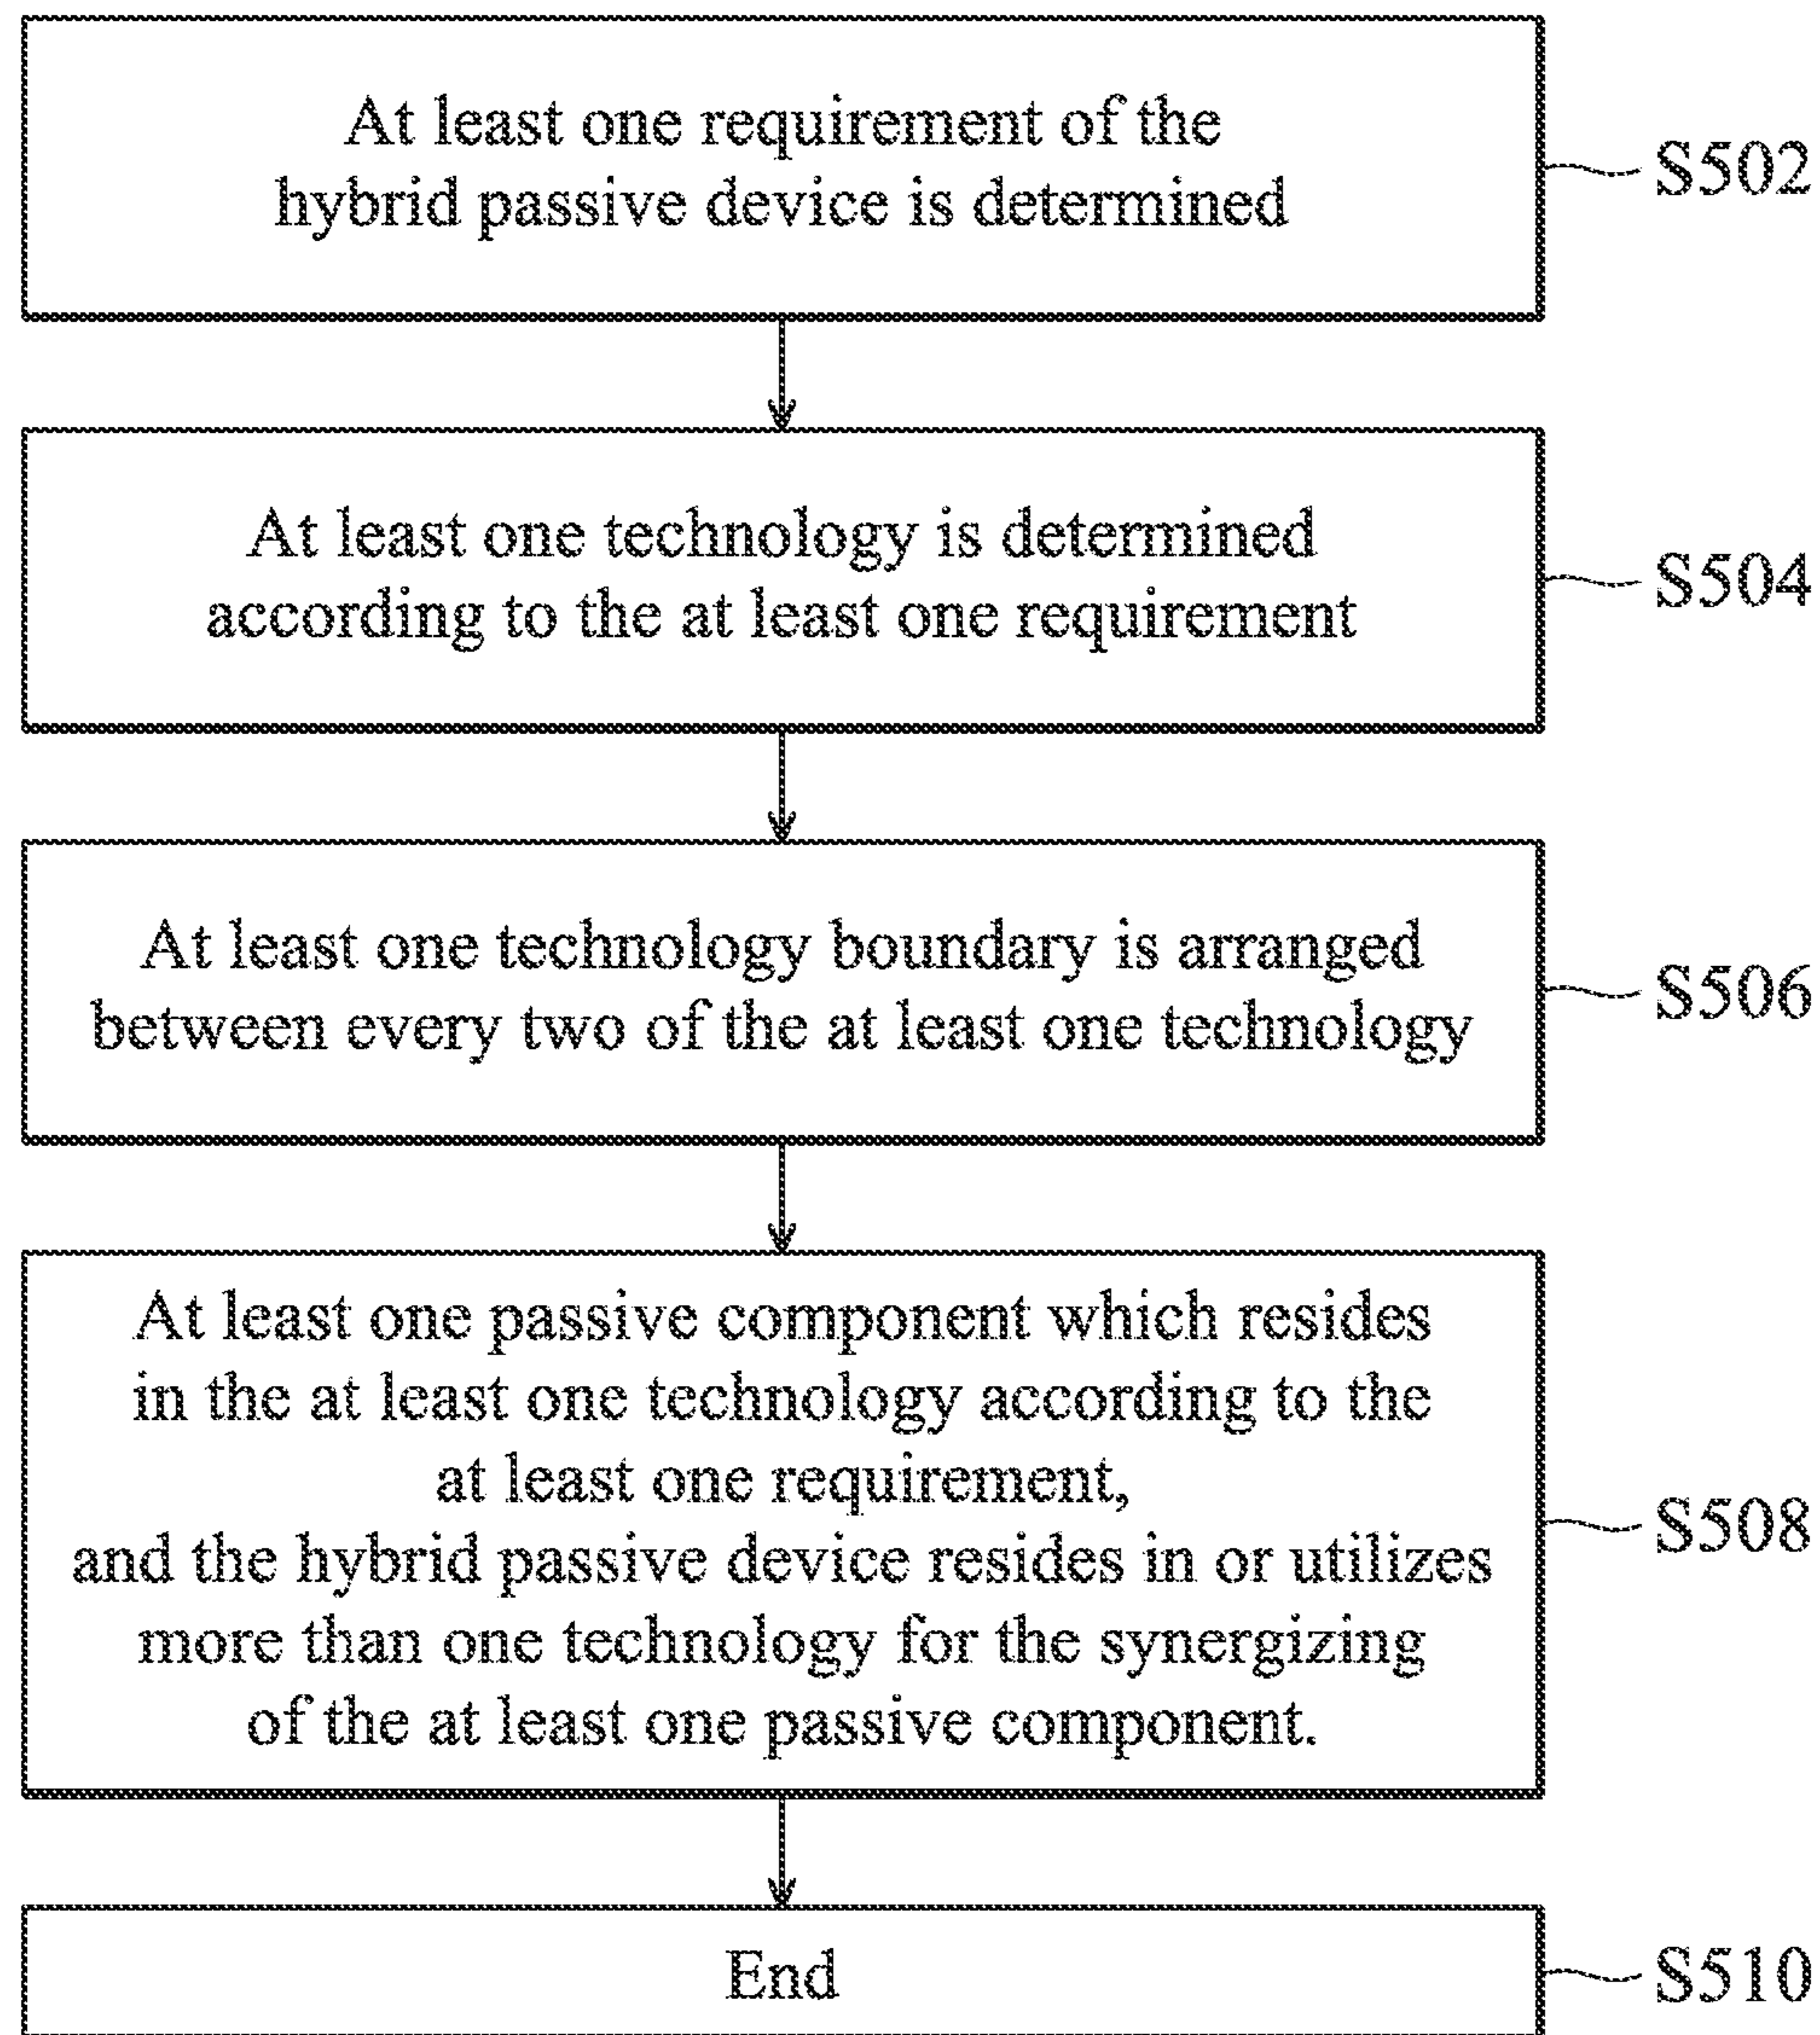 At least one requirement of the
hybrid passive device is determined
S502
At least one technology is determined
according to the at least one requirement
S504
At least one technology boundary is arranged
between every two of the at least one technology
S506
At least one passive component which resides
in the at least one technology according to the
at least one requirement,
and the hybrid passive device resides in or utilizes
more than one technology for the synergizing
of the at least one passive component.
S508
End
S510